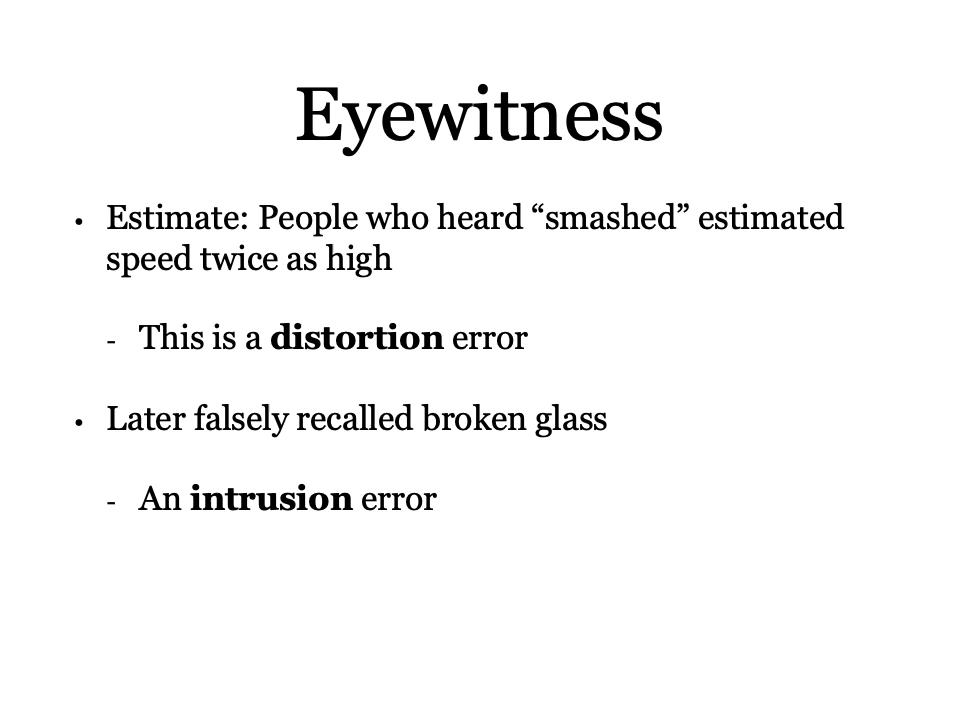 Eyewitness
• Estimate: People who heard “smashed” estimated
speed twice as high
- This is a distortion error
• Later falsely recalled broken glass
- An intrusion error